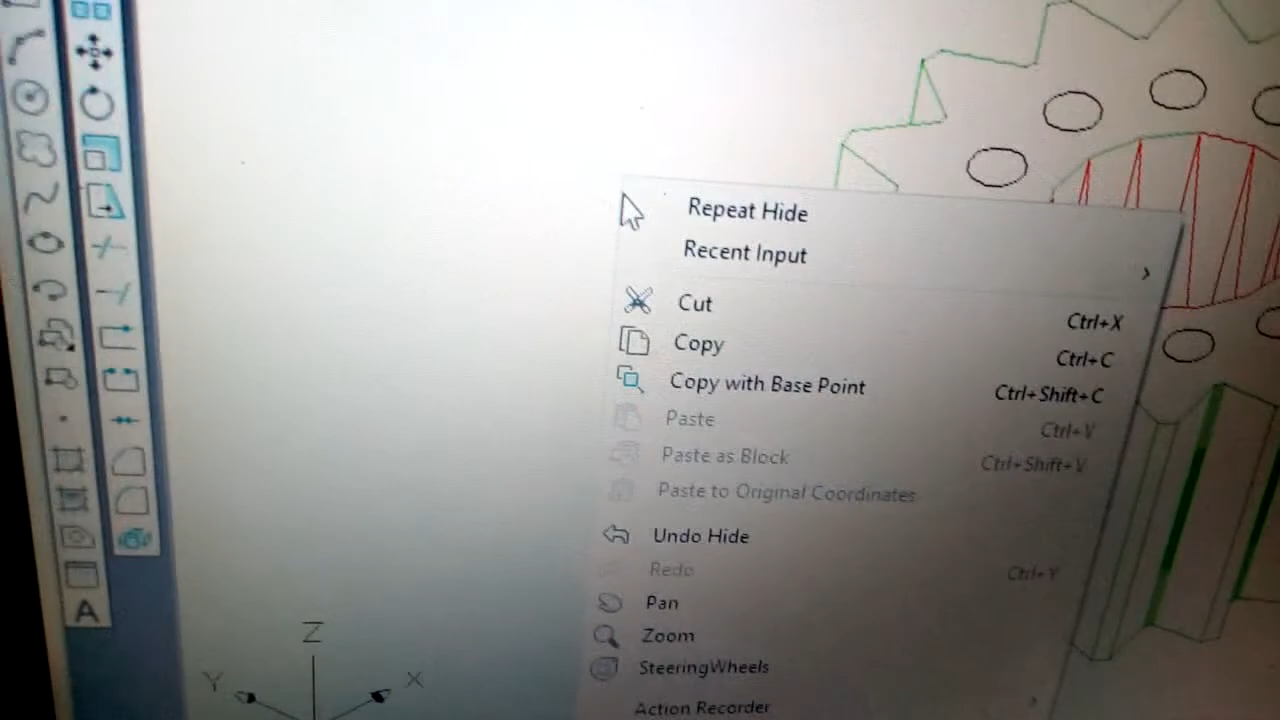 Repeat Hide
Recent Input
Cut Ctrl+X
Copy Ctrl+C
Copy with Base Point Ctrl+Shift+C
Paste Ctrl+V
Paste as Block Ctrl+Shift+V
Paste to Original Coordinates
Undo Hide
Redo Ctrl+Y
Pan
Zoom
SteeringWheels
Action Recorder
A
Z
Y X